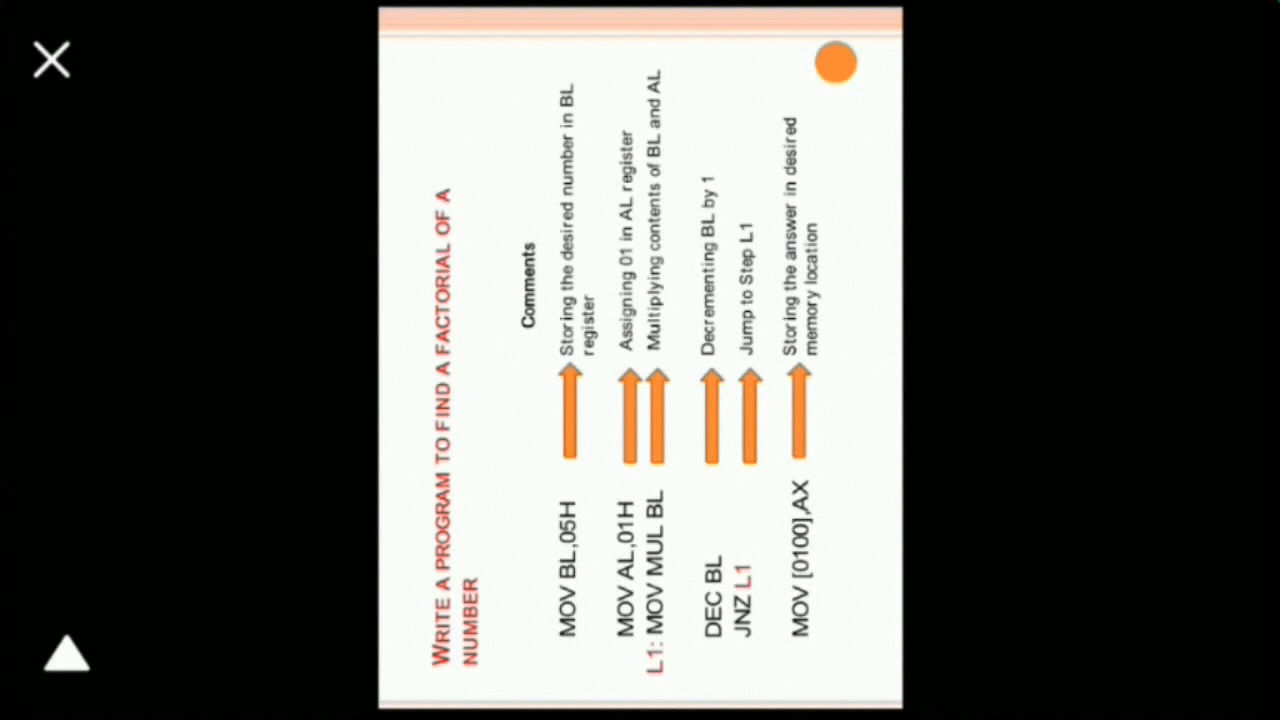 WRITE A PROGRAM TO FIND A FACTORIAL OF A
NUMBER
Comments
MOV BL,05H Storing the desired number in BL
register
MOV AL,01H Assigning 01 in AL register
L1: MOV MUL BL Multiplying contents of BL and AL
DEC BL Decrementing BL by 1
JNZ L1 Jump to Step L1
MOV [0100],AX Storing the answer in desired
memory location